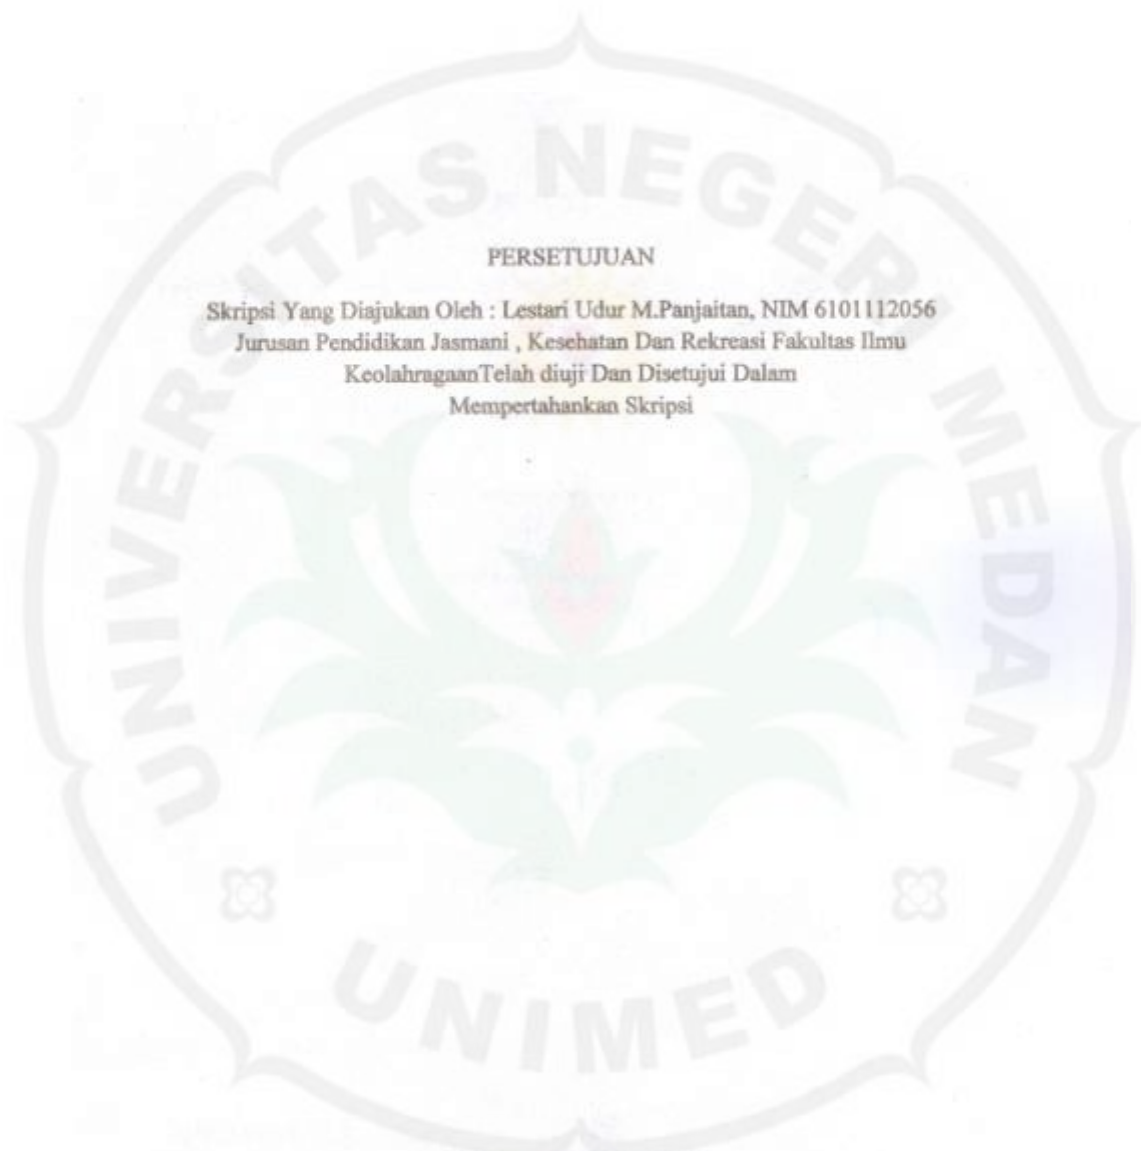 UNIVERSITAS NEGERI MEDAN
PERSETUJUAN
Skripsi Yang Diajukan Oleh : Lestari Udur M.Panjaitan, NIM 6101112056
Jurusan Pendidikan Jasmani , Kesehatan Dan Rekreasi Fakultas Ilmu
KeolahragaanTelah diuji Dan Disetujui Dalam
Mempertahankan Skripsi
UNIMED